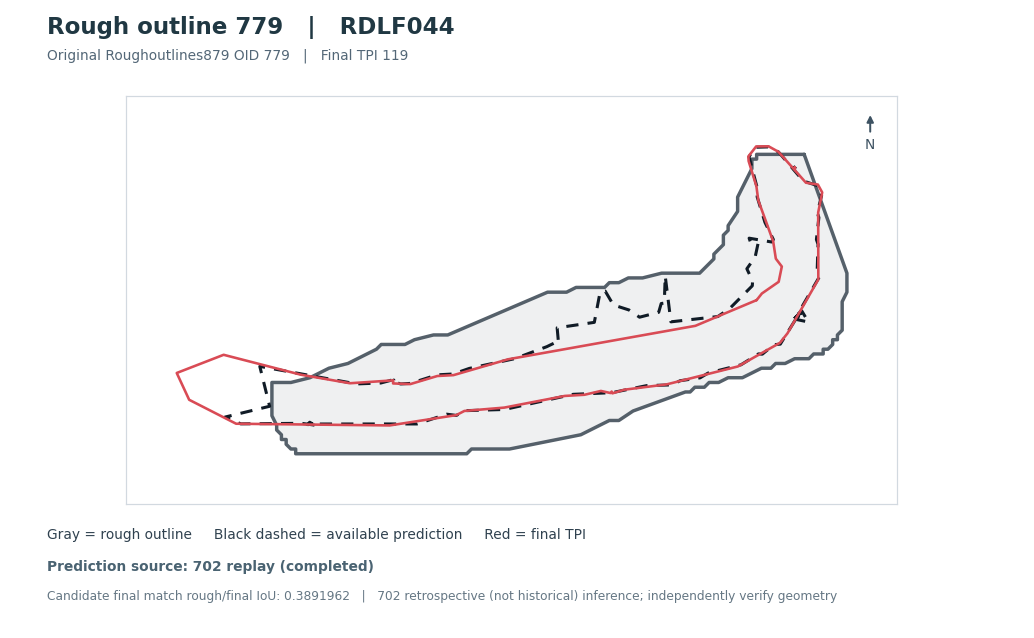 Rough outline 779 | RDLF044
Original Roughoutlines879 OID 779 | Final TPI 119
N
Gray = rough outline Black dashed = available prediction Red = final TPI
Prediction source: 702 replay (completed)
Candidate final match rough/final IoU: 0.3891962 | 702 retrospective (not historical) inference; independently verify geometry